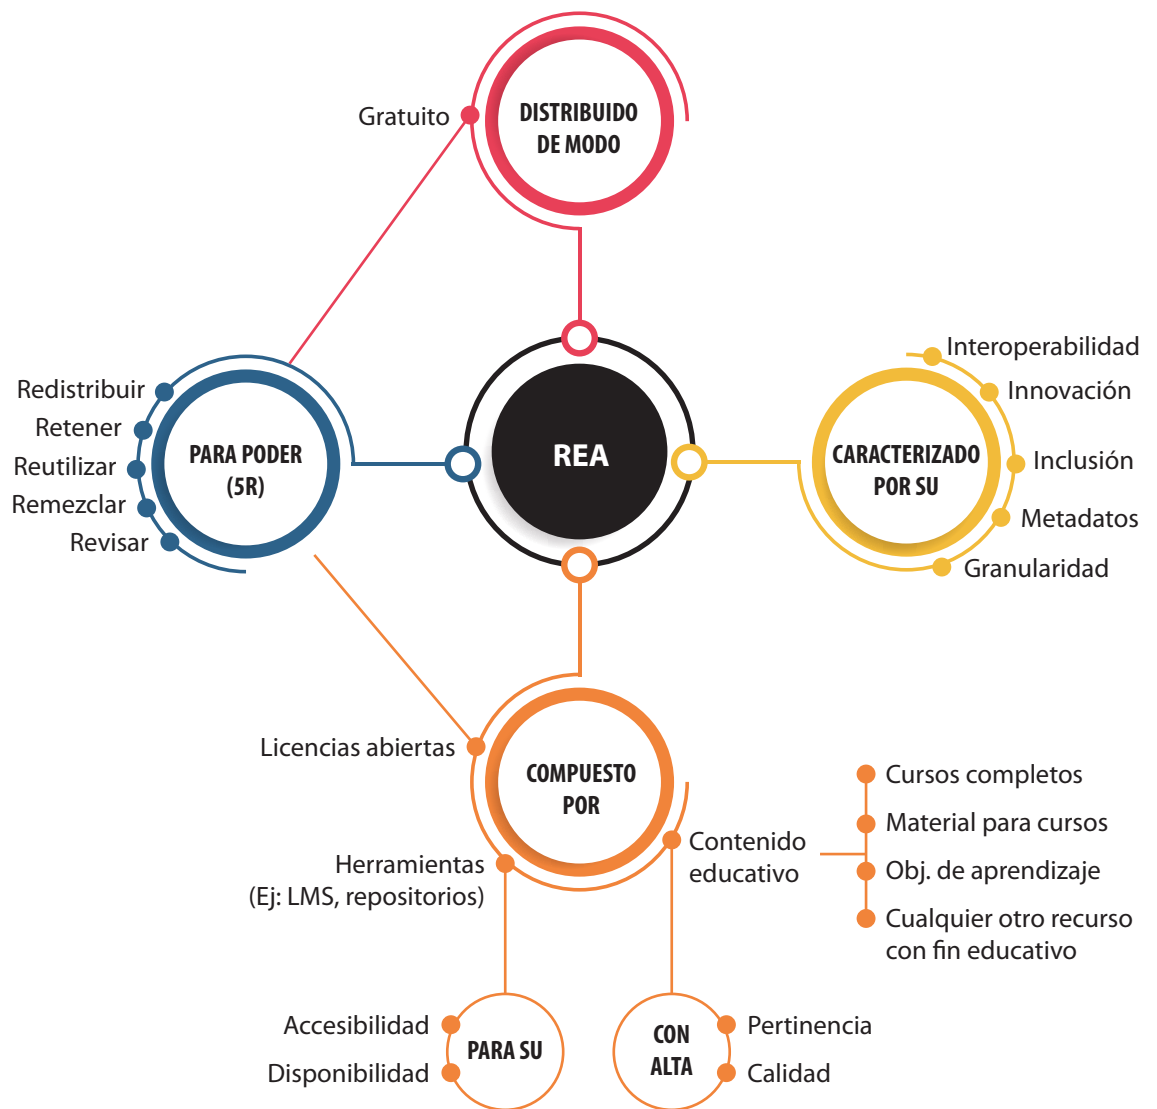 Gratuito
DISTRIBUIDO
DE MODO
Redistribuir
Retener
Reutilizar
Remezclar
Revisar
PARA PODER
(5R)
REA
CARACTERIZADO
POR SU
Interoperabilidad
Innovación
Inclusión
Metadatos
Granularidad
Licencias abiertas
COMPUESTO
POR
Herramientas
(Ej: LMS, repositorios)
Contenido
educativo
Cursos completos
Material para cursos
Obj. de aprendizaje
Cualquier otro recurso
con fin educativo
Accesibilidad
Disponibilidad
PARA SU
CON
ALTA
Pertinencia
Calidad